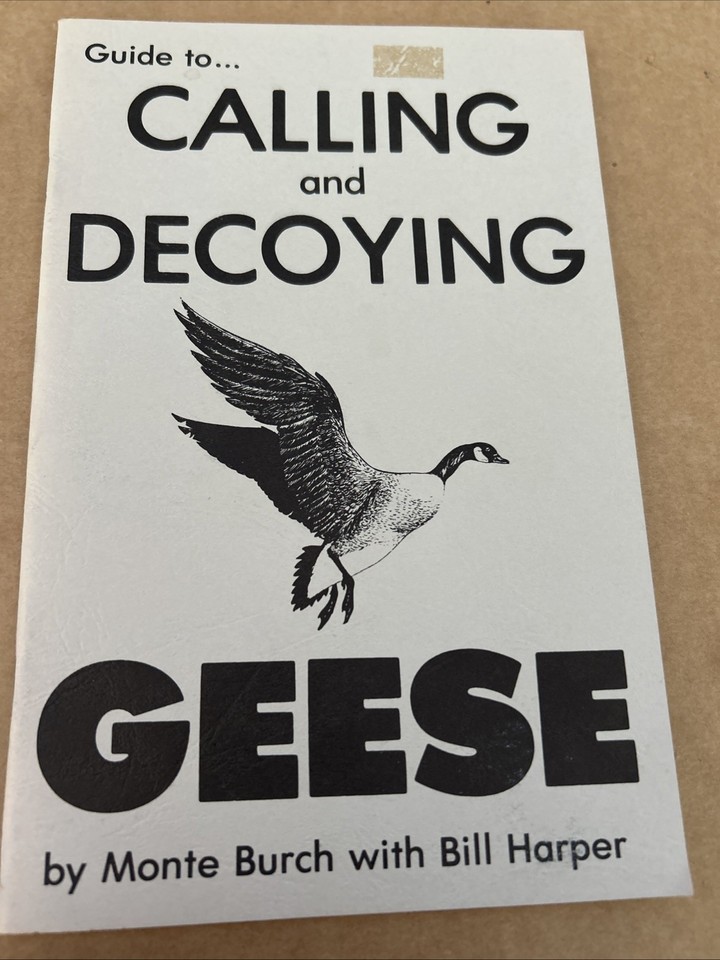 Guide to...
CALLING
and
DECOYING
GEESE
by Monte Burch with Bill Harper